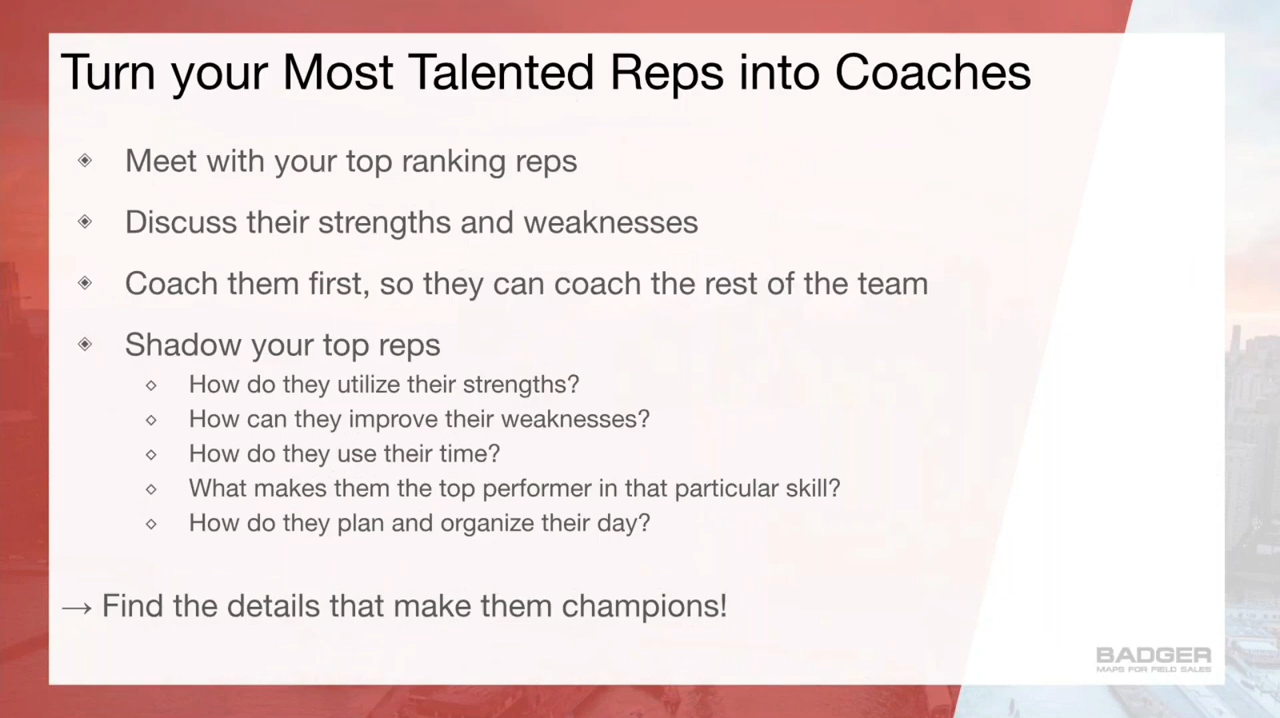 Turn your Most Talented Reps into Coaches
◈ Meet with your top ranking reps
◈ Discuss their strengths and weaknesses
◈ Coach them first, so they can coach the rest of the team
◈ Shadow your top reps
◇ How do they utilize their strengths?
◇ How can they improve their weaknesses?
◇ How do they use their time?
◇ What makes them the top performer in that particular skill?
◇ How do they plan and organize their day?
→ Find the details that make them champions!
BADGER
MAPS FOR FIELD SALES